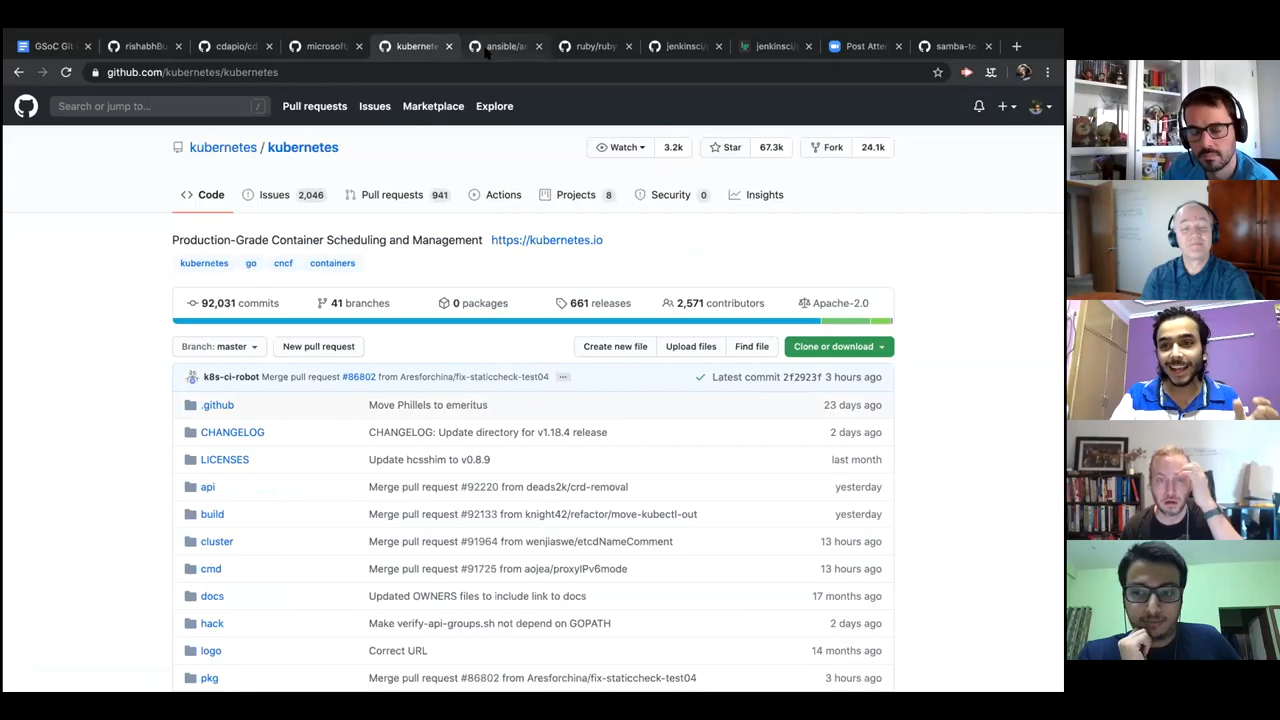 GSoC Git
rishabhBu
cdapio/cd
microsoft
kubernete
ansible/an
ruby/ruby
jenkinsci/
jenkinsci/
Post Atte
samba-te
github.com/kubernetes/kubernetes
Search or jump to... /
Pull requests Issues Marketplace Explore
kubernetes / kubernetes
Watch 3.2k Star 67.3k Fork 24.1k
Code Issues 2,046 Pull requests 941 Actions Projects 8 Security 0 Insights
Production-Grade Container Scheduling and Management https://kubernetes.io
kubernetes go cncf containers
92,031 commits 41 branches 0 packages 661 releases 2,571 contributors Apache-2.0
Branch: master New pull request Create new file Upload files Find file Clone or download
k8s-ci-robot Merge pull request #86802 from Aresforchina/fix-staticcheck-test04 ... Latest commit 2f2923f 3 hours ago
.github Move Phillels to emeritus 23 days ago
CHANGELOG CHANGELOG: Update directory for v1.18.4 release 2 days ago
LICENSES Update hcsshim to v0.8.9 last month
api Merge pull request #92220 from deads2k/crd-removal yesterday
build Merge pull request #92133 from knight42/refactor/move-kubectl-out yesterday
cluster Merge pull request #91964 from wenjiaswe/etcdNameComment 13 hours ago
cmd Merge pull request #91725 from aojea/proxyIPv6mode 13 hours ago
docs Updated OWNERS files to include link to docs 17 months ago
hack Make verify-api-groups.sh not depend on GOPATH 2 days ago
logo Correct URL 14 months ago
pkg Merge pull request #86802 from Aresforchina/fix-staticcheck-test04 3 hours ago